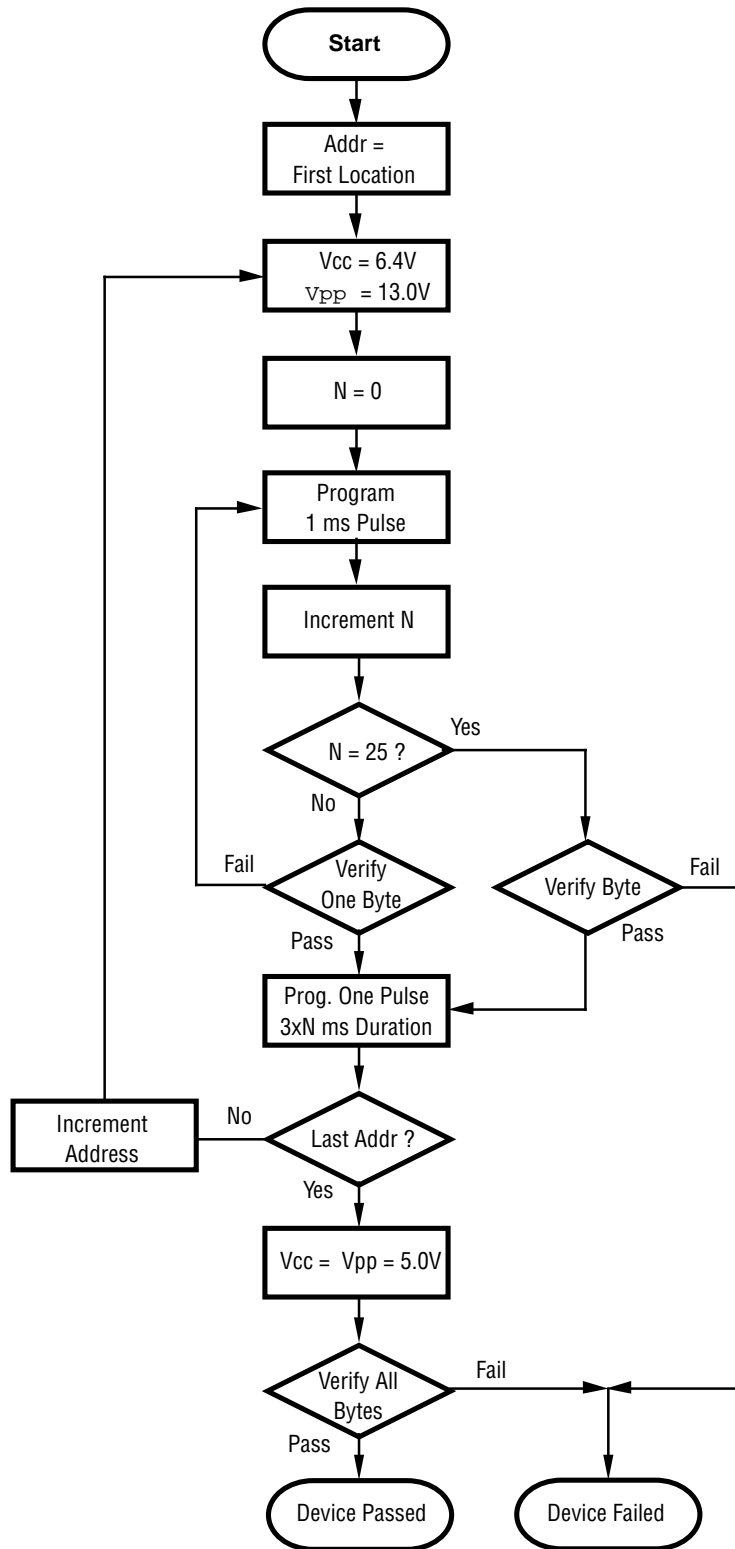 Start
Addr =
First Location
Vcc = 6.4V
Vpp = 13.0V
N = 0
Program
1 ms Pulse
Increment N
N = 25 ?
Yes
No
Verify
One Byte
Fail
Pass
Verify Byte
Fail
Pass
Prog. One Pulse
3xN ms Duration
Last Addr ?
No
Increment
Address
Yes
Vcc = Vpp = 5.0V
Verify All
Bytes
Fail
Pass
Device Passed
Device Failed